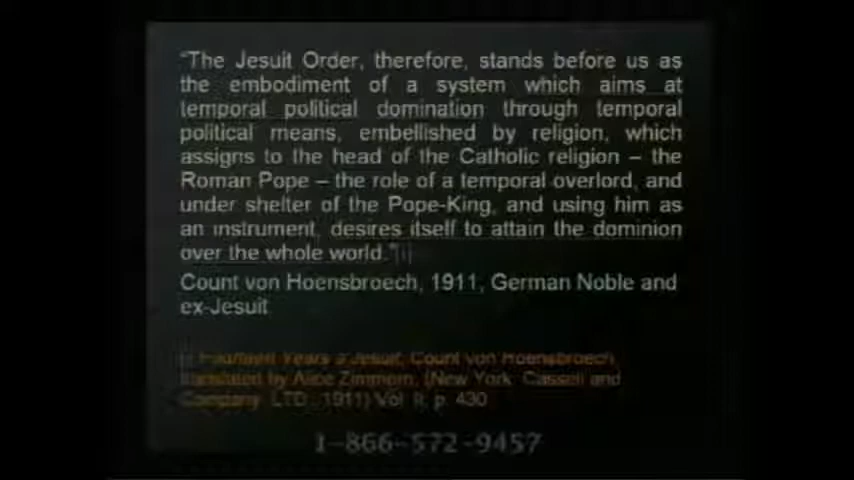 "The Jesuit Order, therefore, stands before us as
the embodiment of a system which aims at
temporal political domination through temporal
political means, embellished by religion, which
assigns to the head of the Catholic religion – the
Roman Pope – the role of a temporal overlord, and
under shelter of the Pope-King, and using him as
an instrument, desires itself to attain the dominion
over the whole world."
Count von Hoensbroech, 1911, German Noble and
ex-Jesuit
Fourteen Years a Jesuit, Count von Hoensbroech,
translated by Alice Zimmern, (New York: Cassell and
Company, LTD., 1911) Vol. II, p. 430
1-866-572-9457